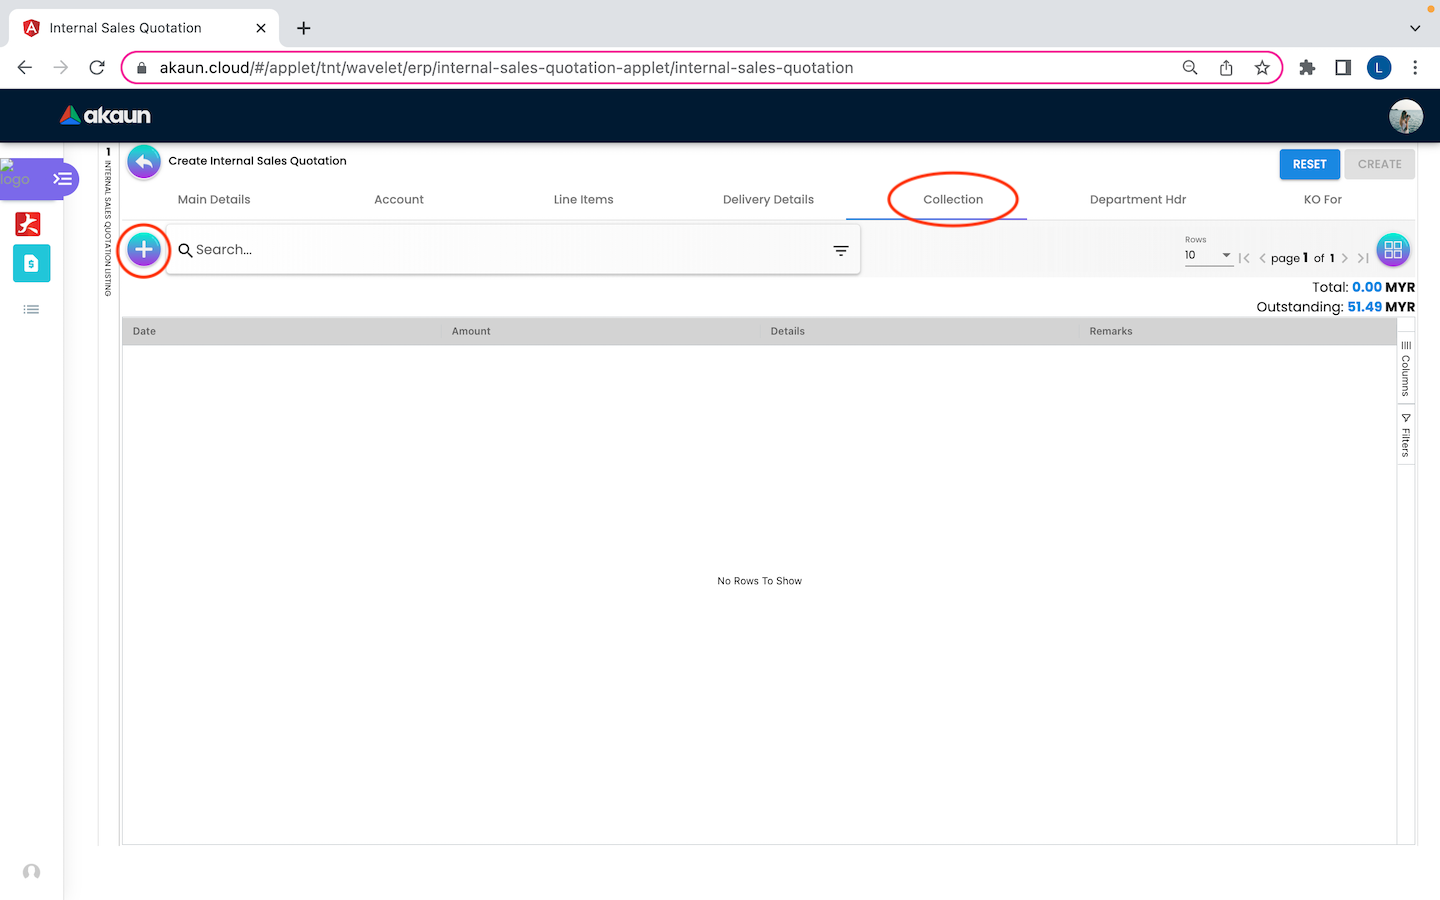 Internal Sales Quotation
akaun.cloud/#/applet/tnt/wavelet/erp/internal-sales-quotation-applet/internal-sales-quotation
L
akaun
logo
1
INTERNAL SALES QUOTATION LISTING
Create Internal Sales Quotation
RESET
CREATE
Main Details
Account
Line Items
Delivery Details
Collection
Department Hdr
KO For
Search...
Rows
10
page 1 of 1
Total: 0.00 MYR
Outstanding: 51.49 MYR
Date
Amount
Details
Remarks
Columns
Filters
No Rows To Show